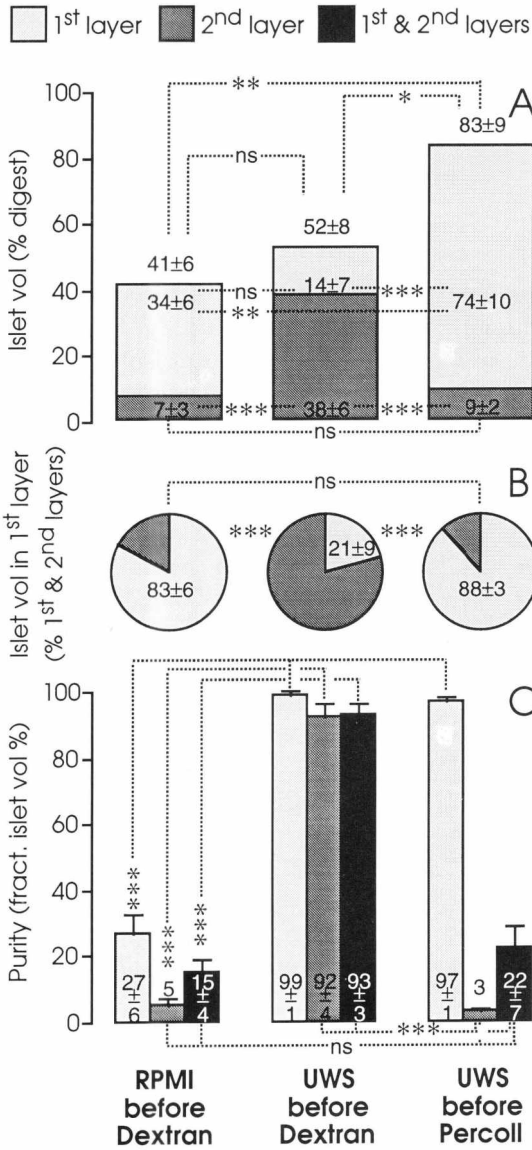 1st layer 2nd layer 1st & 2nd layers
A
Islet vol (% digest)
100
80
60
40
20
0
**
*
83±9
ns
52±8
41±6
ns 14±7 ***
34±6 ** 74±10
7±3 *** 38±6 *** 9±2
ns
B
Islet vol in 1st layer
(% 1st & 2nd layers)
ns
*** ***
83±6 21±9 88±3
C
Purity (fract. islet vol %)
100
80
60
40
20
0
*** *** ***
27±6 5 15±4 99±1 92±4 93±3 97±1 3 22±7
***
ns
RPMI
before
Dextran
UWS
before
Dextran
UWS
before
Percoll